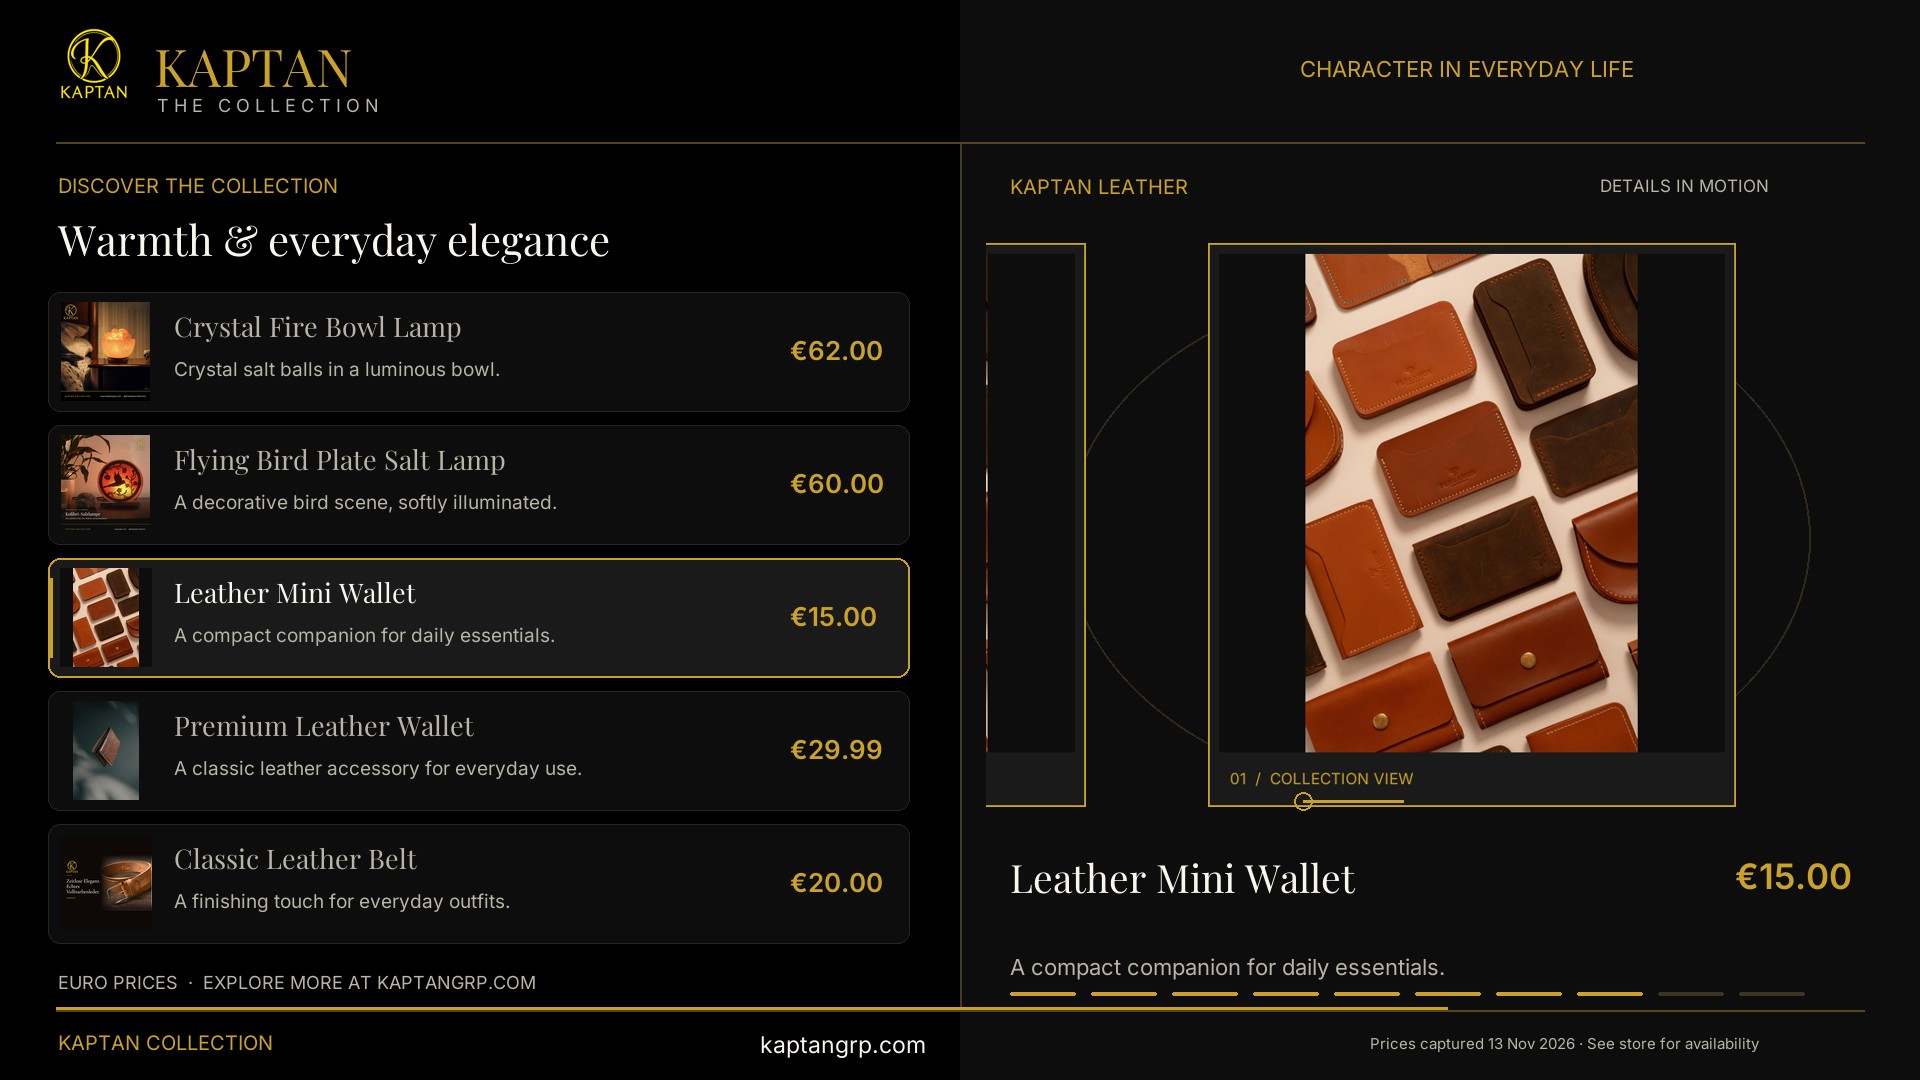 KAPTAN
KAPTAN
THE COLLECTION
CHARACTER IN EVERYDAY LIFE
DISCOVER THE COLLECTION
Warmth & everyday elegance
Crystal Fire Bowl Lamp
Crystal salt balls in a luminous bowl.
€62.00
Flying Bird Plate Salt Lamp
A decorative bird scene, softly illuminated.
€60.00
Leather Mini Wallet
A compact companion for daily essentials.
€15.00
Premium Leather Wallet
A classic leather accessory for everyday use.
€29.99
Zeitlose Eleganz
Echtes
Vollnarbenleder
Classic Leather Belt
A finishing touch for everyday outfits.
€20.00
EURO PRICES · EXPLORE MORE AT KAPTANGRP.COM
KAPTAN LEATHER
DETAILS IN MOTION
01 / COLLECTION VIEW
Leather Mini Wallet
€15.00
A compact companion for daily essentials.
KAPTAN COLLECTION
kaptangrp.com
Prices captured 13 Nov 2026 · See store for availability